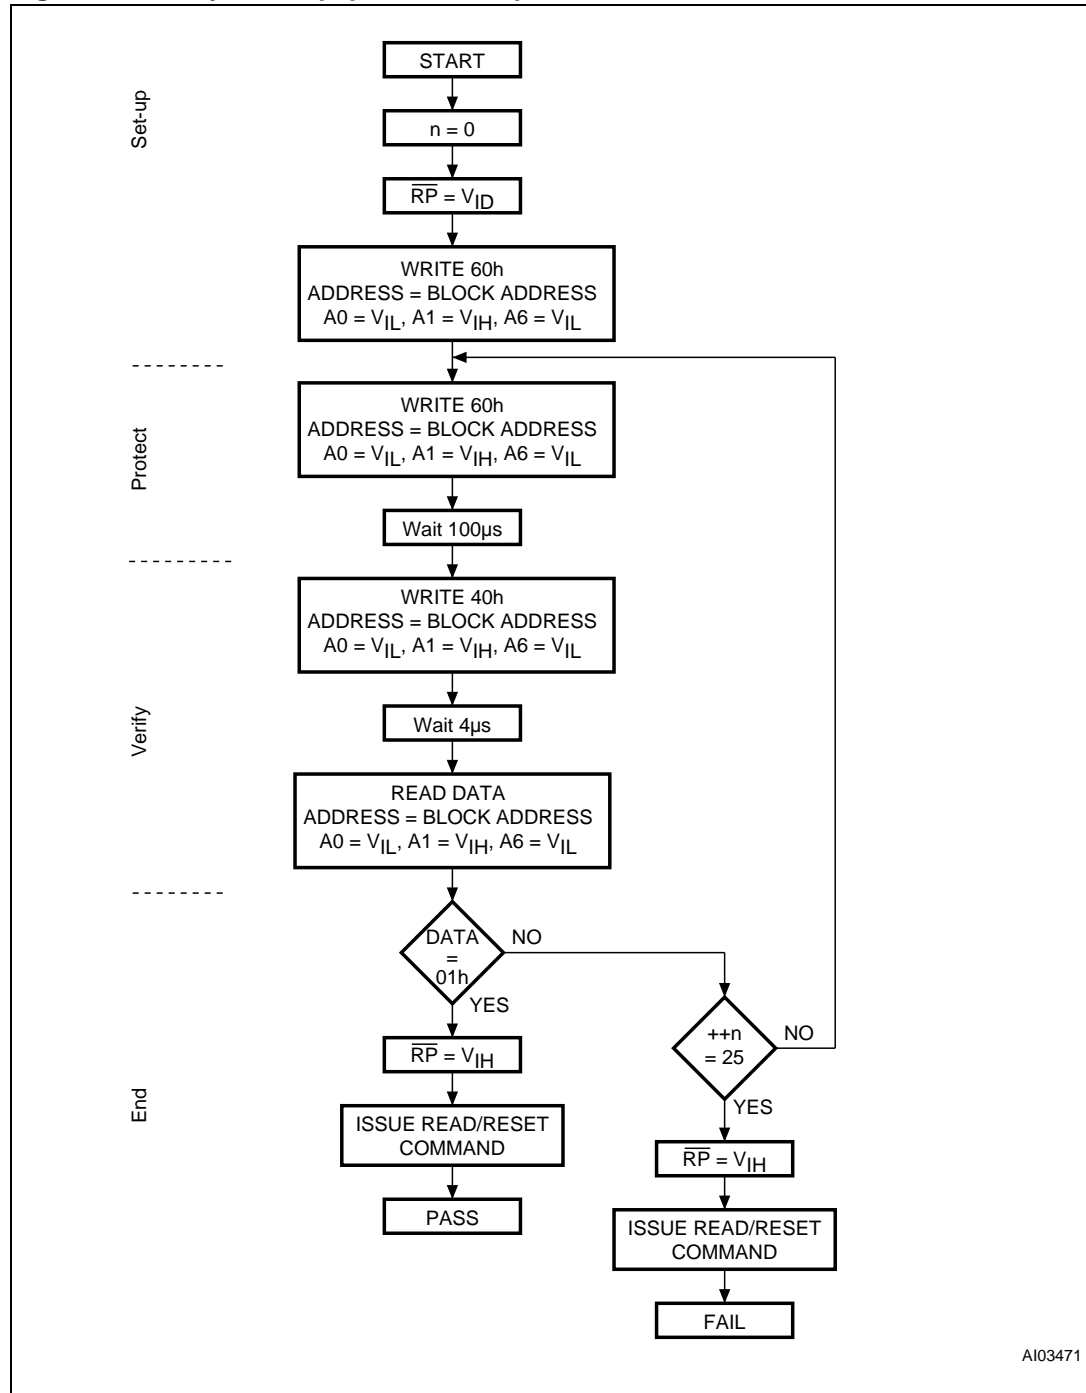 START
Set-up
n = 0
RP = VID
WRITE 60h
ADDRESS = BLOCK ADDRESS
A0 = VIL, A1 = VIH, A6 = VIL
Protect
WRITE 60h
ADDRESS = BLOCK ADDRESS
A0 = VIL, A1 = VIH, A6 = VIL
Wait 100µs
Verify
WRITE 40h
ADDRESS = BLOCK ADDRESS
A0 = VIL, A1 = VIH, A6 = VIL
Wait 4µs
READ DATA
ADDRESS = BLOCK ADDRESS
A0 = VIL, A1 = VIH, A6 = VIL
End
DATA
=
01h
NO
YES
++n
= 25
NO
YES
RP = VIH
ISSUE READ/RESET
COMMAND
PASS
RP = VIH
ISSUE READ/RESET
COMMAND
FAIL
AI03471